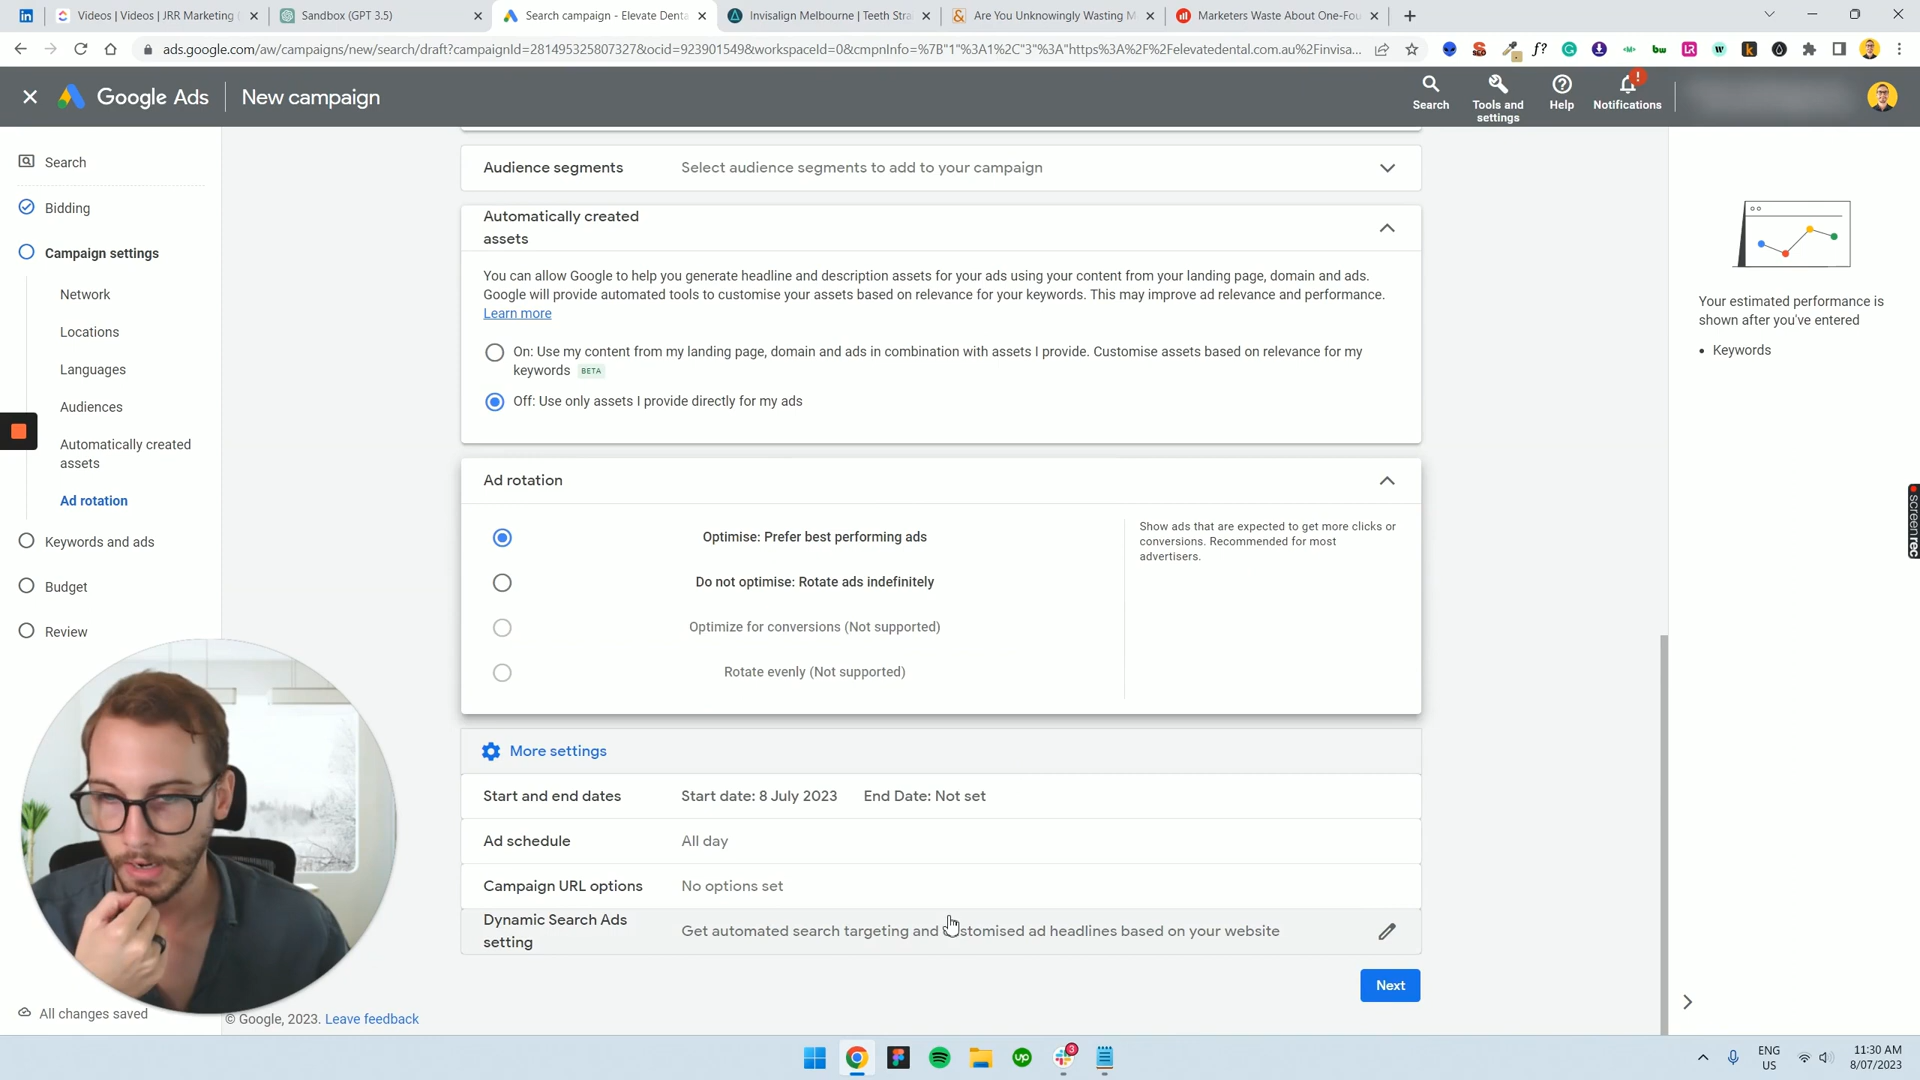 Videos | Videos | JRR Marketing
Sandbox (GPT 3.5)
Search campaign - Elevate Denta
Invisalign Melbourne | Teeth Stra
Are You Unknowingly Wasting M
Marketers Waste About One-Fou
ads.google.com/aw/campaigns/new/search/draft?campaignId=281495325807327&ocid=923901549&workspaceId=0&cmpnInfo=%7B"1"%3A1%2C"3"%3A"https%3A%2F%2Felevatedental.com.au%2Finvisa...
Google Ads
New campaign
Search
Tools and
settings
Help
Notifications
Search
Bidding
Campaign settings
Network
Locations
Languages
Audiences
Automatically created
assets
Ad rotation
Keywords and ads
Budget
Review
All changes saved
Audience segments
Select audience segments to add to your campaign
Automatically created
assets
You can allow Google to help you generate headline and description assets for your ads using your content from your landing page, domain and ads.
Google will provide automated tools to customise your assets based on relevance for your keywords. This may improve ad relevance and performance.
Learn more
On: Use my content from my landing page, domain and ads in combination with assets I provide. Customise assets based on relevance for my
keywords BETA
Off: Use only assets I provide directly for my ads
Ad rotation
Optimise: Prefer best performing ads
Do not optimise: Rotate ads indefinitely
Optimize for conversions (Not supported)
Rotate evenly (Not supported)
Show ads that are expected to get more clicks or
conversions. Recommended for most
advertisers.
More settings
Start and end dates
Start date: 8 July 2023
End Date: Not set
Ad schedule
All day
Campaign URL options
No options set
Dynamic Search Ads
setting
Get automated search targeting and customised ad headlines based on your website
Next
© Google, 2023. Leave feedback
Your estimated performance is
shown after you've entered
• Keywords
screenrec
ENG
US
11:30 AM
8/07/2023